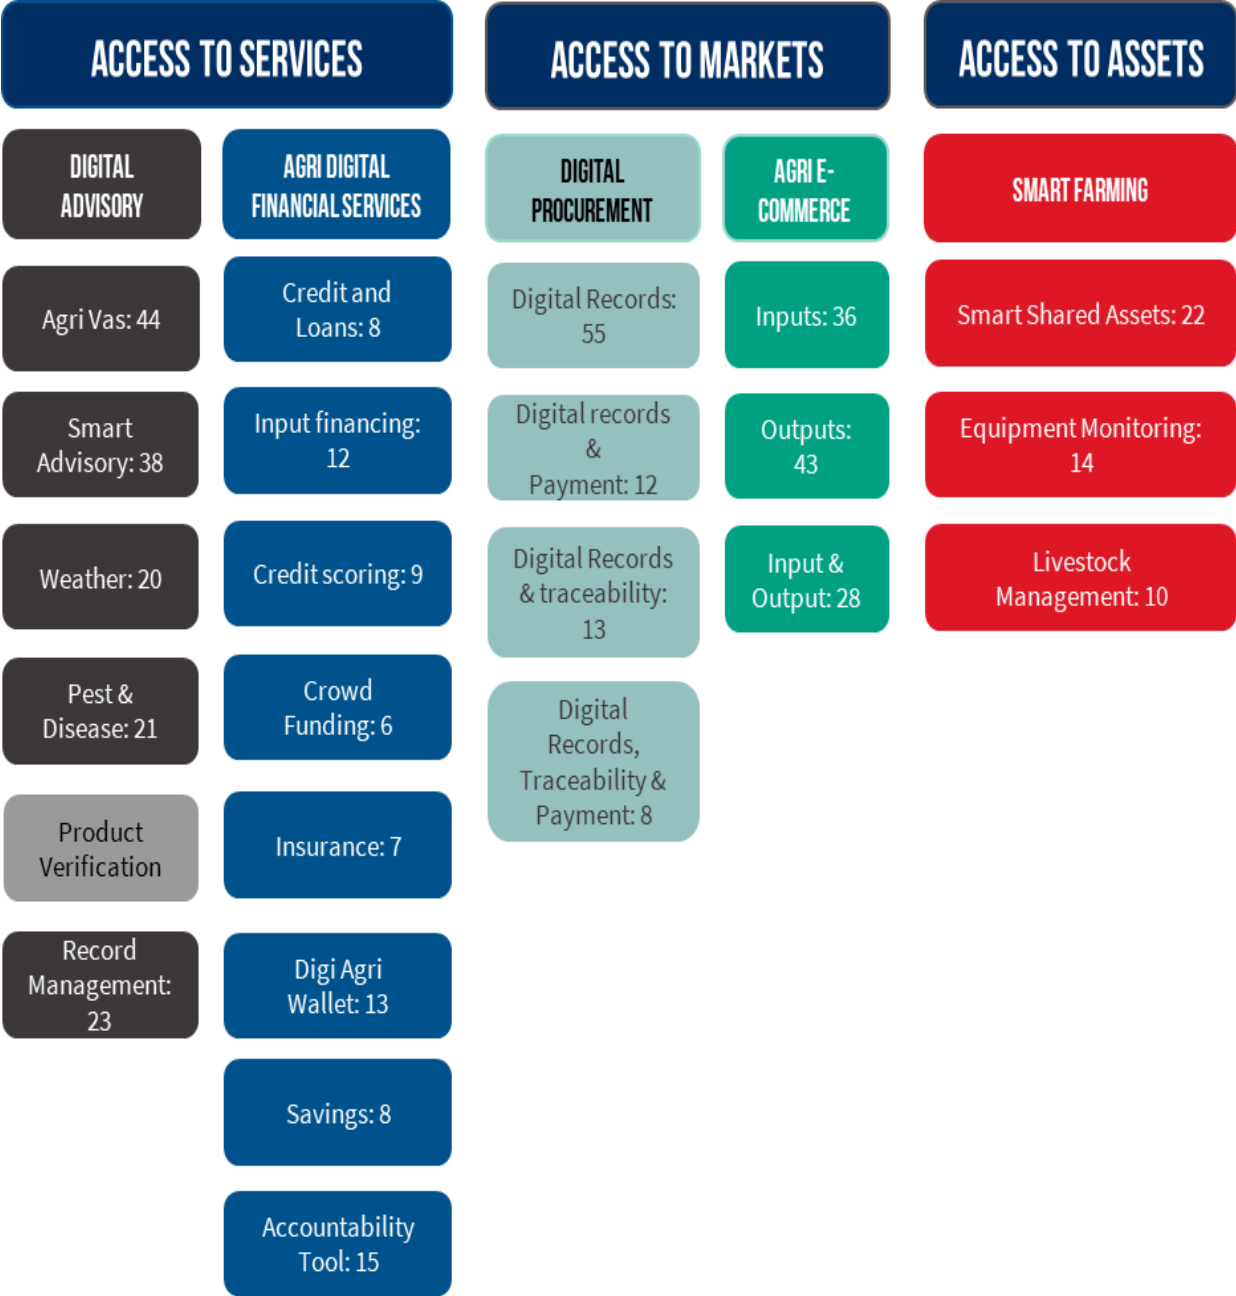 ACCESS TO SERVICES
DIGITAL
ADVISORY
Agri Vas: 44
Smart
Advisory: 38
Weather: 20
Pest &
Disease: 21
Product
Verification
Record
Management:
23
AGRI DIGITAL
FINANCIAL SERVICES
Credit and
Loans: 8
Input financing:
12
Credit scoring: 9
Crowd
Funding: 6
Insurance: 7
Digi Agri
Wallet: 13
Savings: 8
Accountability
Tool: 15
ACCESS TO MARKETS
DIGITAL
PROCUREMENT
Digital Records:
55
Digital records
&
Payment: 12
Digital Records
& traceability:
13
Digital
Records,
Traceability &
Payment: 8
AGRI E-
COMMERCE
Inputs: 36
Outputs:
43
Input &
Output: 28
ACCESS TO ASSETS
SMART FARMING
Smart Shared Assets: 22
Equipment Monitoring:
14
Livestock
Management: 10